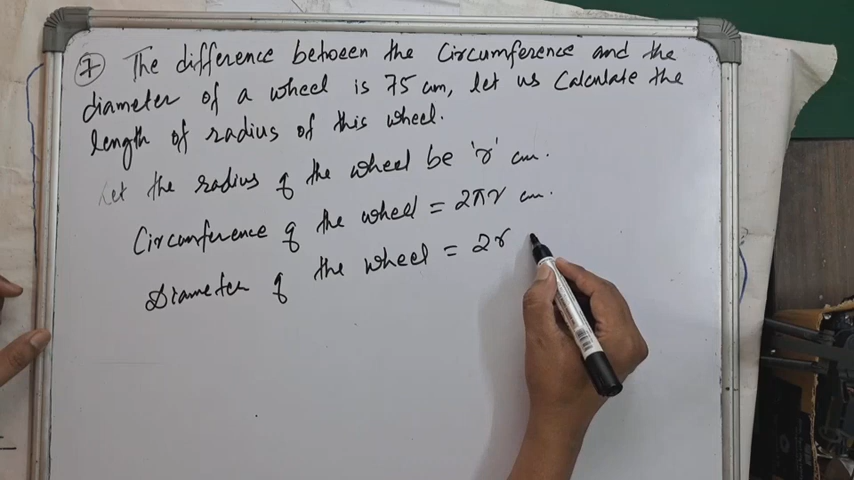 7 The difference between the Circumference and the
diameter of a wheel is 75 cm, let us Calculate the
length of radius of this wheel.
Let the radius of the wheel be 'r' cm.
Circumference of the wheel = 2πr cm.
Diameter of the wheel = 2r